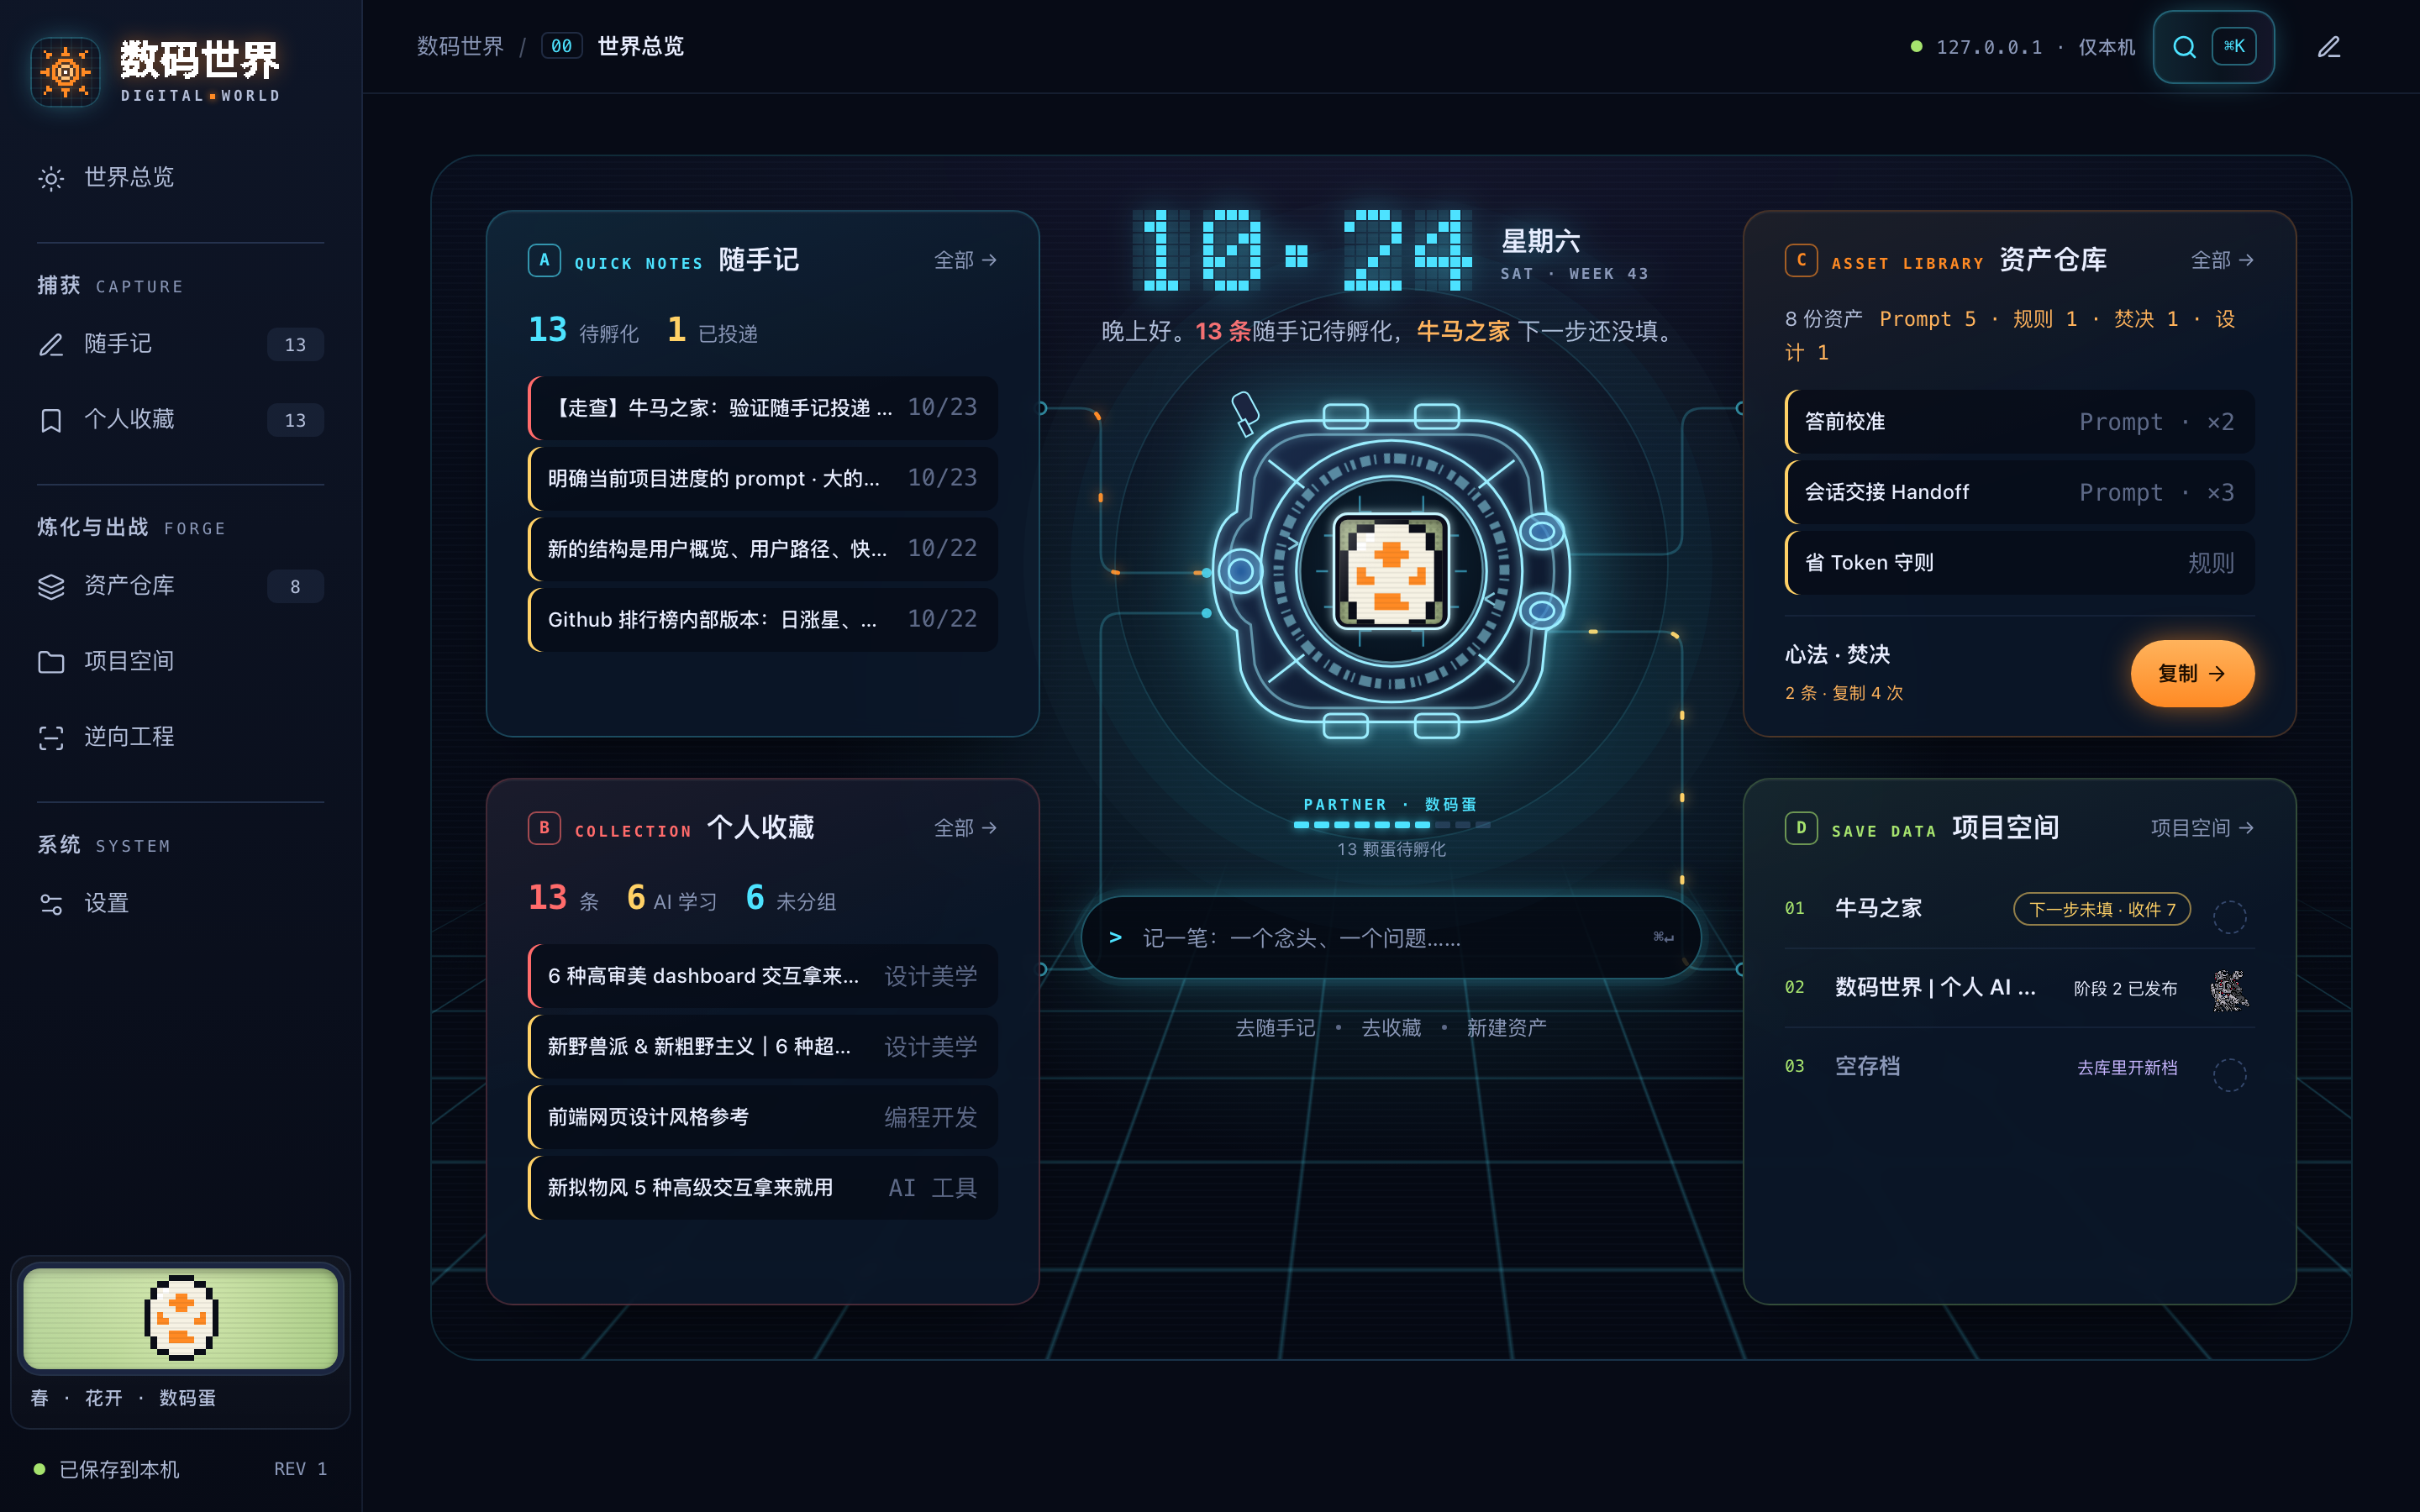 数码世界
DIGITAL▪WORLD
世界总览
捕获 CAPTURE
随手记 13
个人收藏 13
炼化与出战 FORGE
资产仓库 8
项目空间
逆向工程
系统 SYSTEM
设置
春 · 花开 · 数码蛋
已保存到本机 REV 1
数码世界 / 00 世界总览
127.0.0.1 · 仅本机
⌘K
A QUICK NOTES 随手记 全部 →
13 待孵化 1 已投递
【走查】牛马之家：验证随手记投递 ... 10/23
明确当前项目进度的 prompt · 大的... 10/23
新的结构是用户概览、用户路径、快... 10/22
Github 排行榜内部版本：日涨星、... 10/22
B COLLECTION 个人收藏 全部 →
13 条 6 AI 学习 6 未分组
6 种高审美 dashboard 交互拿来... 设计美学
新野兽派 & 新粗野主义｜6 种超... 设计美学
前端网页设计风格参考 编程开发
新拟物风 5 种高级交互拿来就用 AI 工具
10·24
星期六
SAT · WEEK 43
晚上好。13 条随手记待孵化，牛马之家 下一步还没填。
PARTNER · 数码蛋
13 颗蛋待孵化
> 记一笔：一个念头、一个问题…… ⌘↵
去随手记 • 去收藏 • 新建资产
C ASSET LIBRARY 资产仓库 全部 →
8 份资产 Prompt 5 · 规则 1 · 焚决 1 · 设
计 1
答前校准 Prompt · ×2
会话交接 Handoff Prompt · ×3
省 Token 守则 规则
心法 · 焚决
2 条 · 复制 4 次
复制 →
D SAVE DATA 项目空间 项目空间 →
01 牛马之家 下一步未填 · 收件 7
02 数码世界 | 个人 AI ... 阶段 2 已发布
03 空存档 去库里开新档